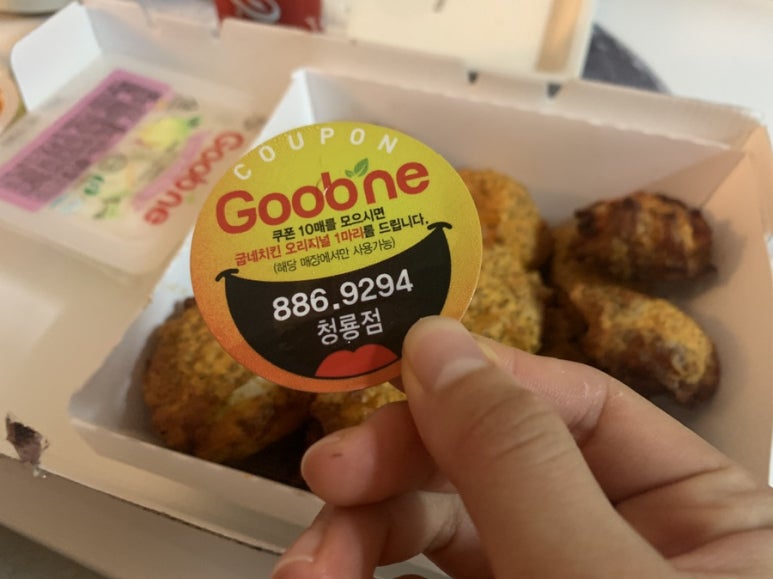 COUPON
Goobne
쿠폰 10매를 모으시면
굽네치킨 오리지널 1마리를 드립니다.
(해당 매장에서만 사용가능)
886.9294
청룡점
Goobne